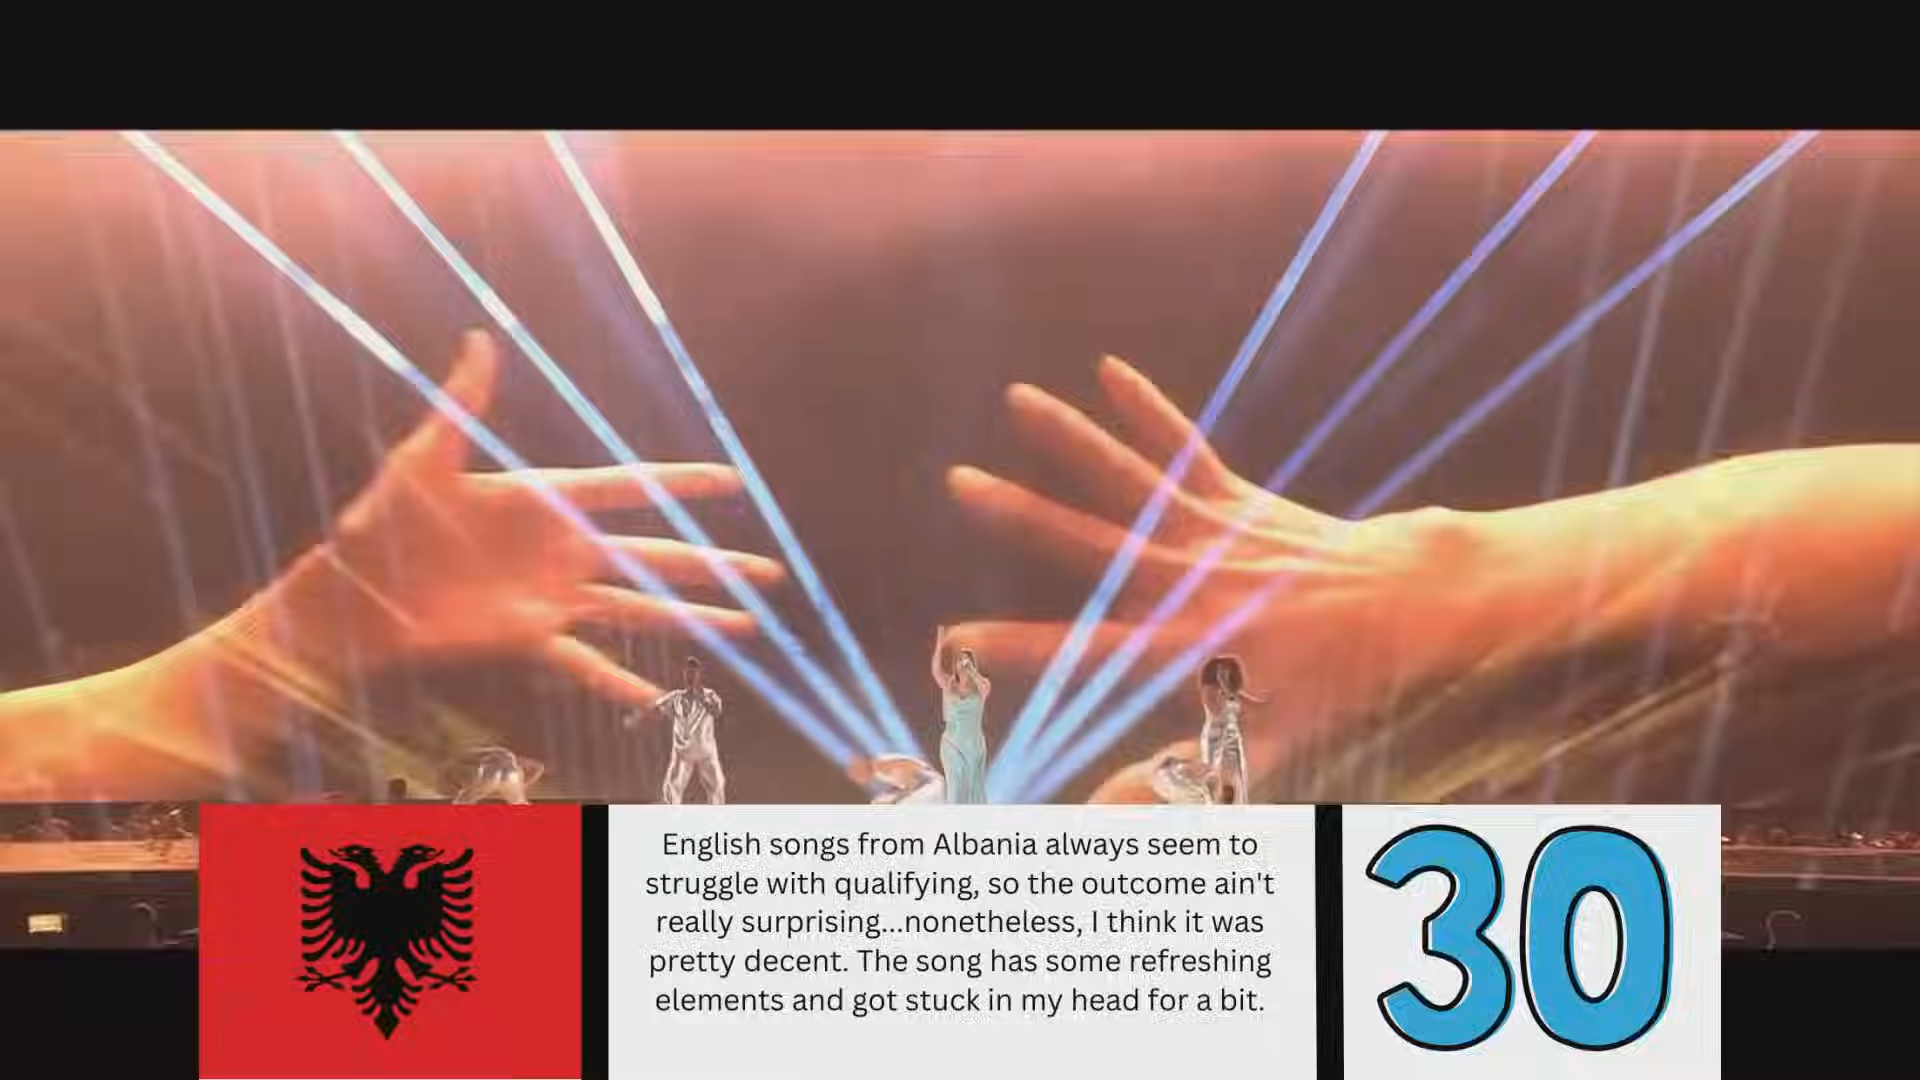 English songs from Albania always seem to
struggle with qualifying, so the outcome ain't
really surprising...nonetheless, I think it was
pretty decent. The song has some refreshing
elements and got stuck in my head for a bit.
30